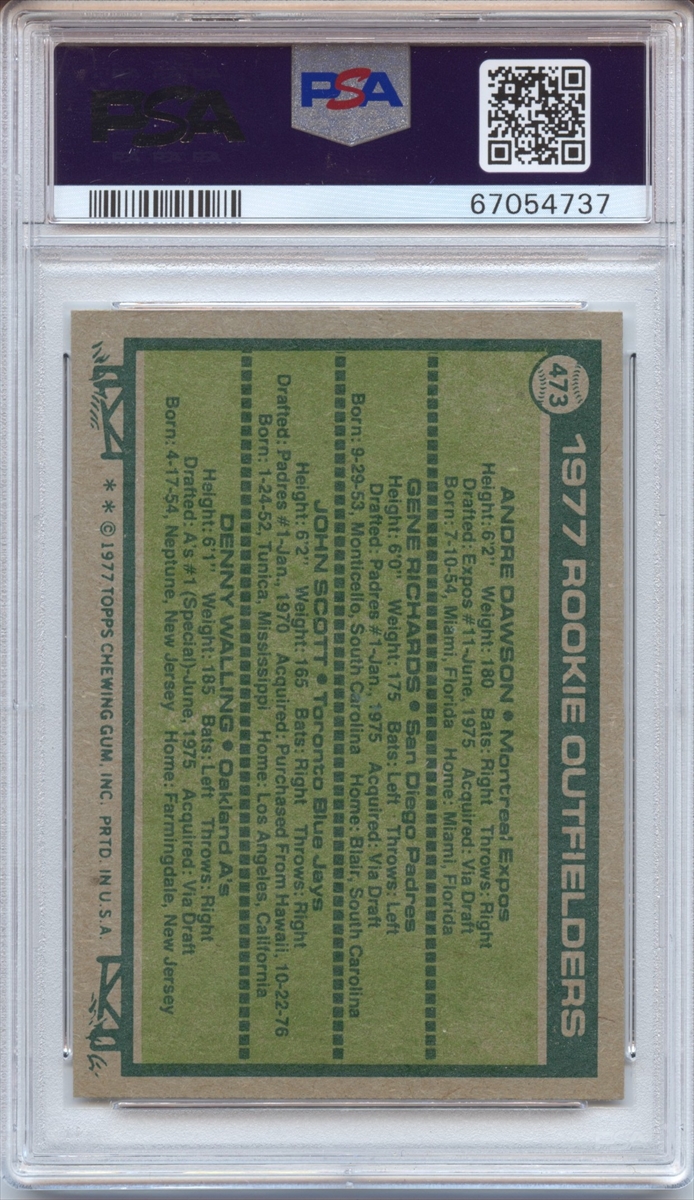 PSA
PSA
67054737
473
1977 ROOKIE OUTFIELDERS
ANDRE DAWSON • Montreal Expos
Height: 6'2" Weight: 180 Bats: Right Throws: Right
Drafted: Expos #11-June, 1975 Acquired: Via Draft
Born: 7-10-54, Miami, Florida Home: Miami, Florida
GENE RICHARDS • San Diego Padres
Height: 6'0" Weight: 175 Bats: Left Throws: Left
Drafted: Padres #1-Jan., 1975 Acquired: Via Draft
Born: 9-29-53, Monticello, South Carolina Home: Blair, South Carolina
JOHN SCOTT • Toronto Blue Jays
Height: 6'2" Weight: 165 Bats: Right Throws: Right
Drafted: Padres #1-Jan., 1970 Acquired: Purchased From Hawaii, 10-22-76
Born: 1-24-52, Tunica, Mississippi Home: Los Angeles, California
DENNY WALLING • Oakland A's
Height: 6'1" Weight: 185 Bats: Left Throws: Right
Drafted: A's #1 (Special)-June, 1975 Acquired: Via Draft
Born: 4-17-54, Neptune, New Jersey Home: Farmingdale, New Jersey
* * © 1977 TOPPS CHEWING GUM, INC. PRTD. IN U.S.A.